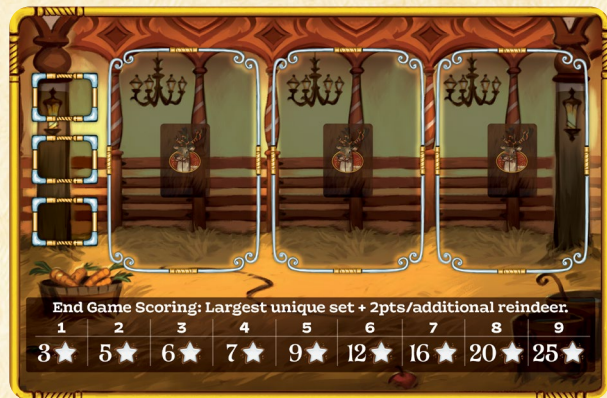 End Game Scoring: Largest unique set + 2pts/additional reindeer.
1 2 3 4 5 6 7 8 9
3 5 6 7 9 12 16 20 25